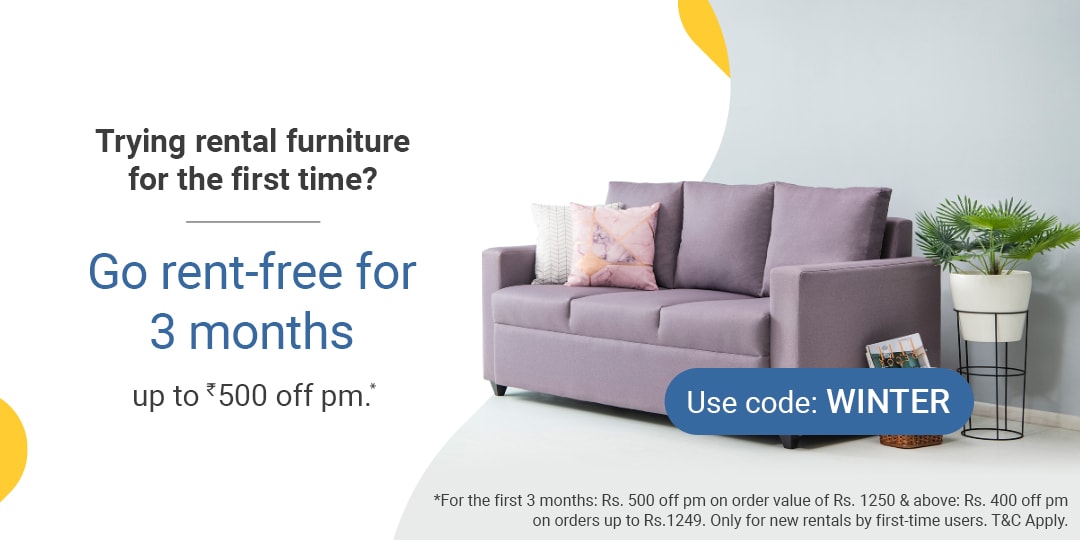 Trying rental furniture
for the first time?
Go rent-free for
3 months
up to ₹500 off pm.*
Use code: WINTER
*For the first 3 months: Rs. 500 off pm on order value of Rs. 1250 & above: Rs. 400 off pm
on orders up to Rs.1249. Only for new rentals by first-time users. T&C Apply.